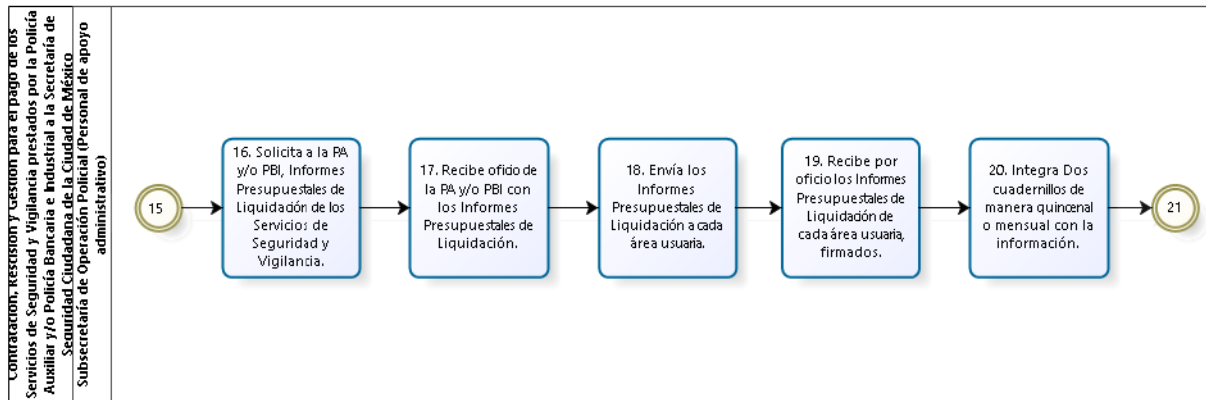 Contratación, Rescisión y Gestión para el pago de los
Servicios de Seguridad y Vigilancia prestados por la Policía
Auxiliar y/o Policía Bancaria e Industrial a la Secretaría de
Seguridad Ciudadana de la Ciudad de México
Subsecretaría de Operación Policial (Personal de apoyo
administrativo)
15
16. Solicita a la PA
y/o PBI, Informes
Presupuestales de
Liquidación de los
Servicios de
Seguridad y
Vigilancia.
17. Recibe oficio de
la PA y/o PBI con
los Informes
Presupuestales de
Liquidación.
18. Envía los
Informes
Presupuestales de
Liquidación a cada
área usuaria.
19. Recibe por
oficio los Informes
Presupuestales de
Liquidación de
cada área usuaria,
firmados.
20. Integra Dos
cuadernillos de
manera quincenal
o mensual con la
información.
21